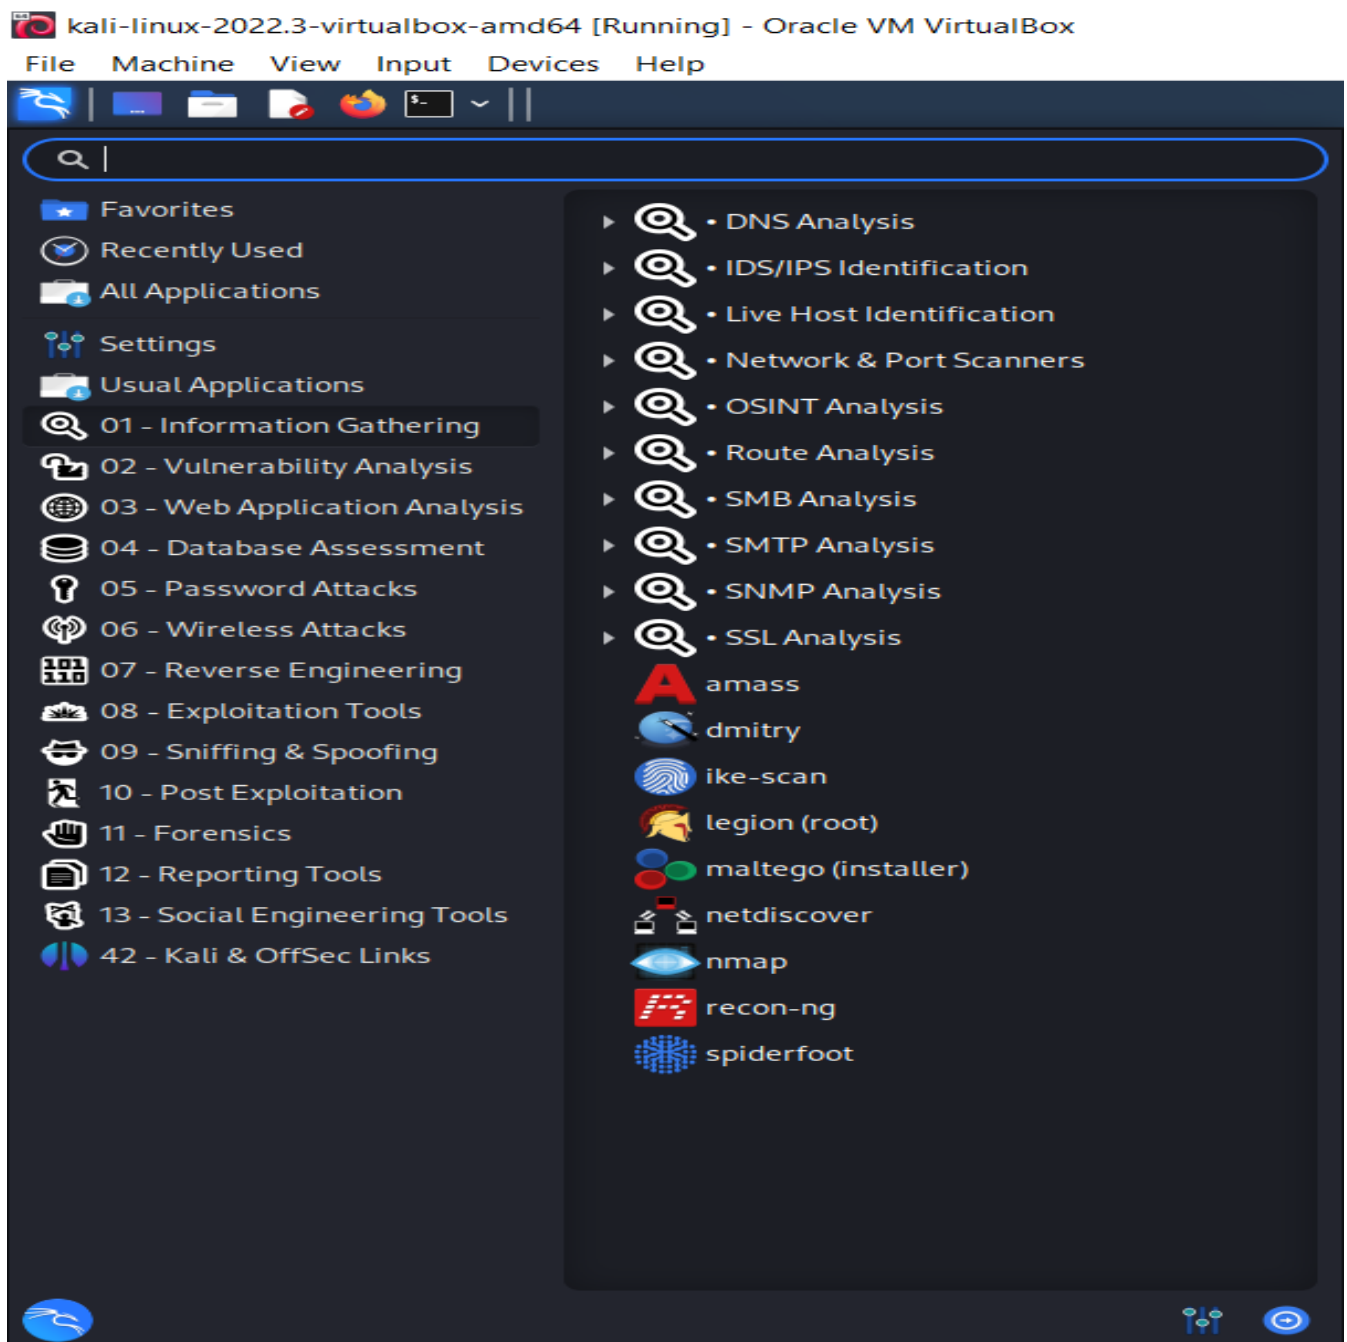 kali-linux-2022.3-virtualbox-amd64 [Running] - Oracle VM VirtualBox
File Machine View Input Devices Help
Favorites
Recently Used
All Applications
Settings
Usual Applications
01 - Information Gathering
02 - Vulnerability Analysis
03 - Web Application Analysis
04 - Database Assessment
05 - Password Attacks
06 - Wireless Attacks
07 - Reverse Engineering
08 - Exploitation Tools
09 - Sniffing & Spoofing
10 - Post Exploitation
11 - Forensics
12 - Reporting Tools
13 - Social Engineering Tools
42 - Kali & OffSec Links
• DNS Analysis
• IDS/IPS Identification
• Live Host Identification
• Network & Port Scanners
• OSINT Analysis
• Route Analysis
• SMB Analysis
• SMTP Analysis
• SNMP Analysis
• SSL Analysis
amass
dmitry
ike-scan
legion (root)
maltego (installer)
netdiscover
nmap
recon-ng
spiderfoot